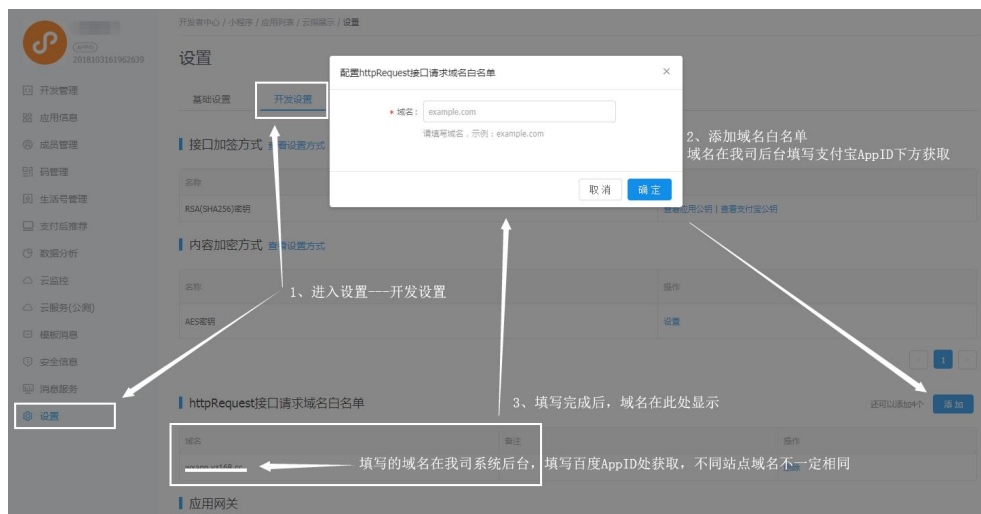 开发者中心 / 小程序 / 应用列表 / 云指展示 / 设置
APPID
2018103161962639
设置
开发管理
应用信息
成员管理
码管理
生活号管理
支付后推荐
数据分析
云监控
云服务(公测)
模板消息
安全信息
消息服务
设置
基础设置
开发设置
配置httpRequest接口请求域名白名单
* 域名: example.com
请填写域名，示例：example.com
取 消
确 定
2、添加域名白名单
域名在我司后台填写支付宝AppID下方获取
接口加签方式 查看设置方式
名称
RSA(SHA256)密钥
查看应用公钥 | 查看支付宝公钥
内容加密方式 查看设置方式
名称
操作
1、进入设置---开发设置
AES密钥
设置
1
httpRequest接口请求域名白名单
3、填写完成后，域名在此处显示
还可以添加4个
添 加
域名
备注
操作
填写的域名在我司系统后台，填写百度AppID处获取，不同站点域名不一定相同
应用网关